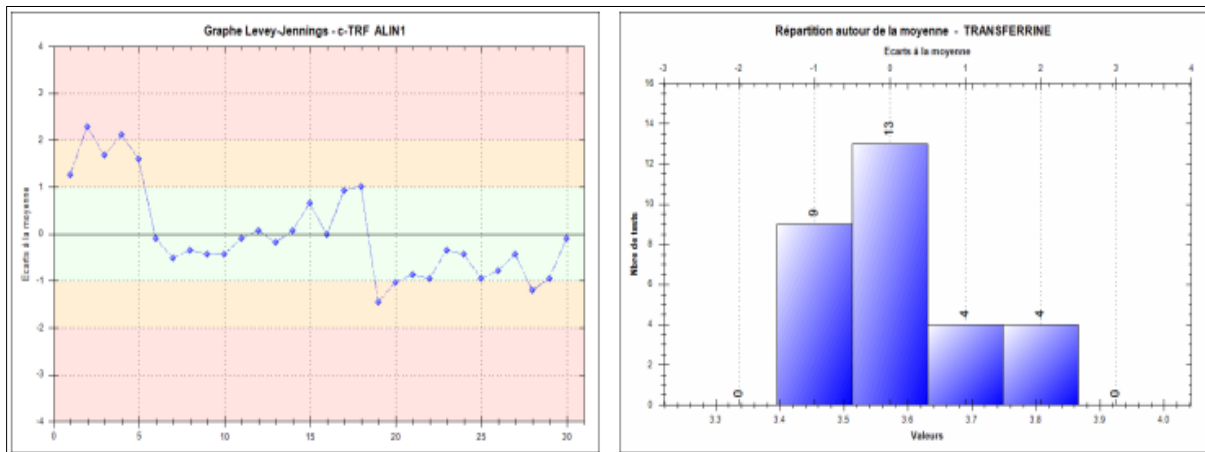 Graphe Levey-Jennings - c-TRF ALIN1
Ecarts à la moyenne
4
3
2
1
0
-1
-2
-3
-4
0 5 10 15 20 25 30
Répartition autour de la moyenne - TRANSFERRINE
Ecarts à la moyenne
-3 -2 -1 0 1 2 3 4
Nbres de tests
16
14
12
10
8
6
4
2
0
0 9 13 4 4 0
3.3 3.4 3.5 3.6 3.7 3.8 3.9 4.0
Valeurs